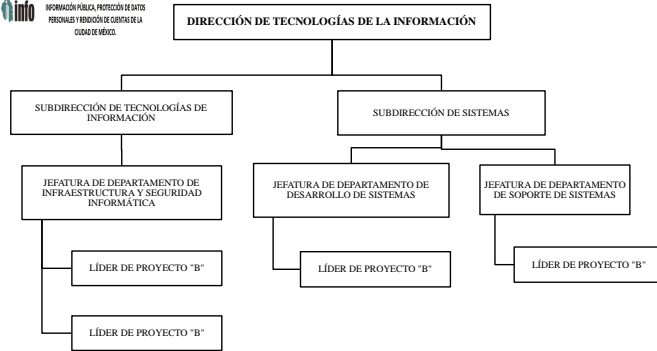 info
INFORMACIÓN PÚBLICA, PROTECCIÓN DE DATOS
PERSONALES Y RENDICIÓN DE CUENTAS DE LA
CIUDAD DE MÉXICO.
DIRECCIÓN DE TECNOLOGÍAS DE LA INFORMACIÓN
SUBDIRECCIÓN DE TECNOLOGÍAS DE
INFORMACIÓN
SUBDIRECCIÓN DE SISTEMAS
JEFATURA DE DEPARTAMENTO DE
INFRAESTRUCTURA Y SEGURIDAD
INFORMÁTICA
JEFATURA DE DEPARTAMENTO DE
DESARROLLO DE SISTEMAS
JEFATURA DE DEPARTAMENTO
DE SOPORTE DE SISTEMAS
LÍDER DE PROYECTO "B"
LÍDER DE PROYECTO "B"
LÍDER DE PROYECTO "B"
LÍDER DE PROYECTO "B"